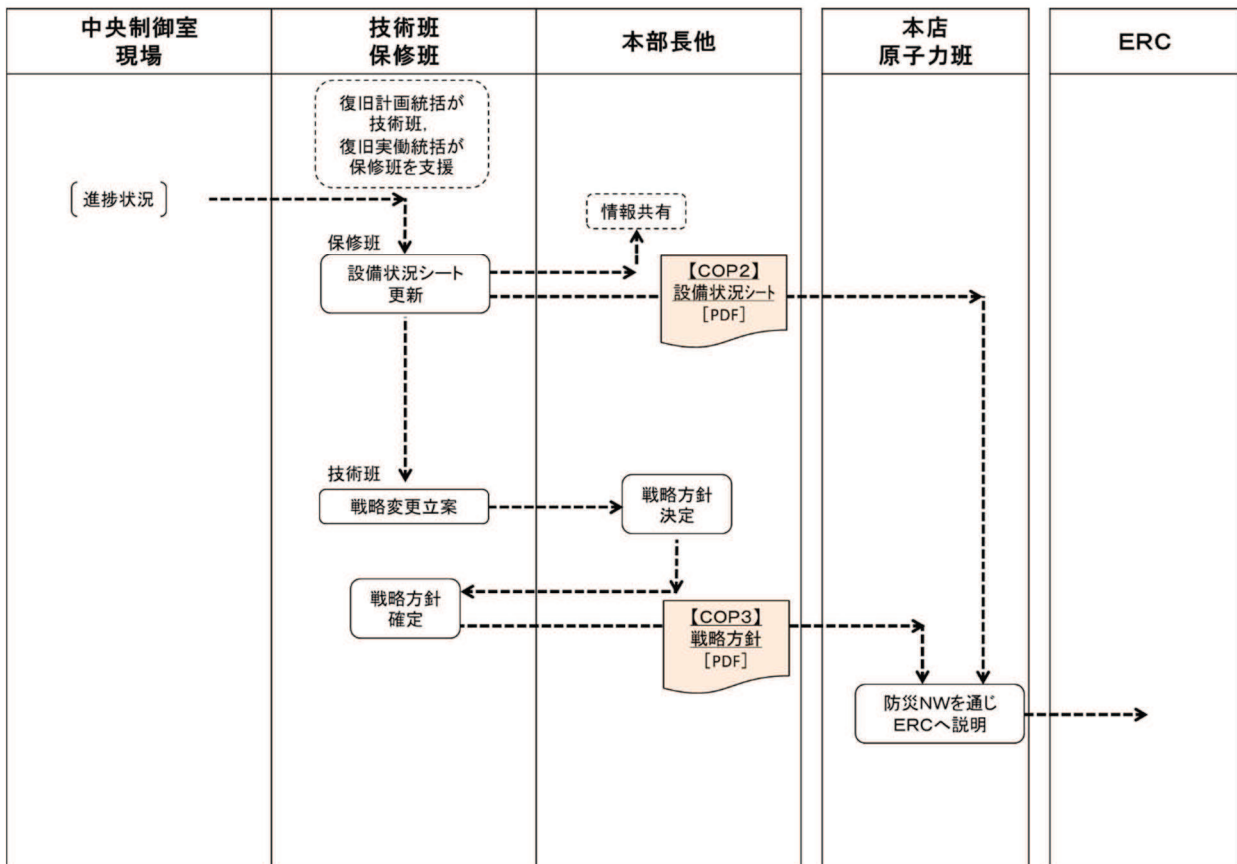 中央制御室
現場
技術班
保修班
本部長他
本店
原子力班
ERC
復旧計画統括が
技術班,
復旧実働統括が
保修班を支援
進捗状況
情報共有
保修班
設備状況シート
更新
【COP2】
設備状況シート
[PDF]
技術班
戦略変更立案
戦略方針
決定
戦略方針
確定
【COP3】
戦略方針
[PDF]
防災NWを通じ
ERCへ説明